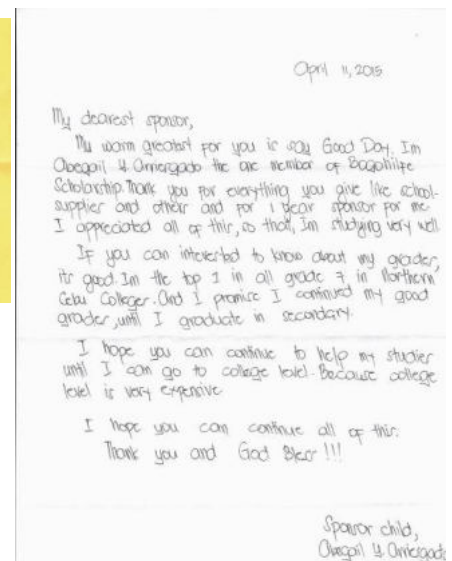 April 11, 2015
My dearest sponsor,
My warm greatest for you is say Good Day. Im
Abegail Y. Arriergado the one member of Bagohilfe
Scholarship. Thank you for everything you give like school-
supplier and others and for 1 year sponsor for me.
I appreciated all of this, so that, Im studying very well.
If you can interested to know about my grades,
its good. Im the top 1 in all grade 7 in Northern
Cebu Colleges. And I promise I continued my good
grades, until I graduate in secondary.
I hope you can continue to help my studies
until I can go to college level. Because college
level is very expensive.
I hope you can continue all of this.
Thank you and God Bless !!!
Sponsor child,
Abegail Y. Arriergado